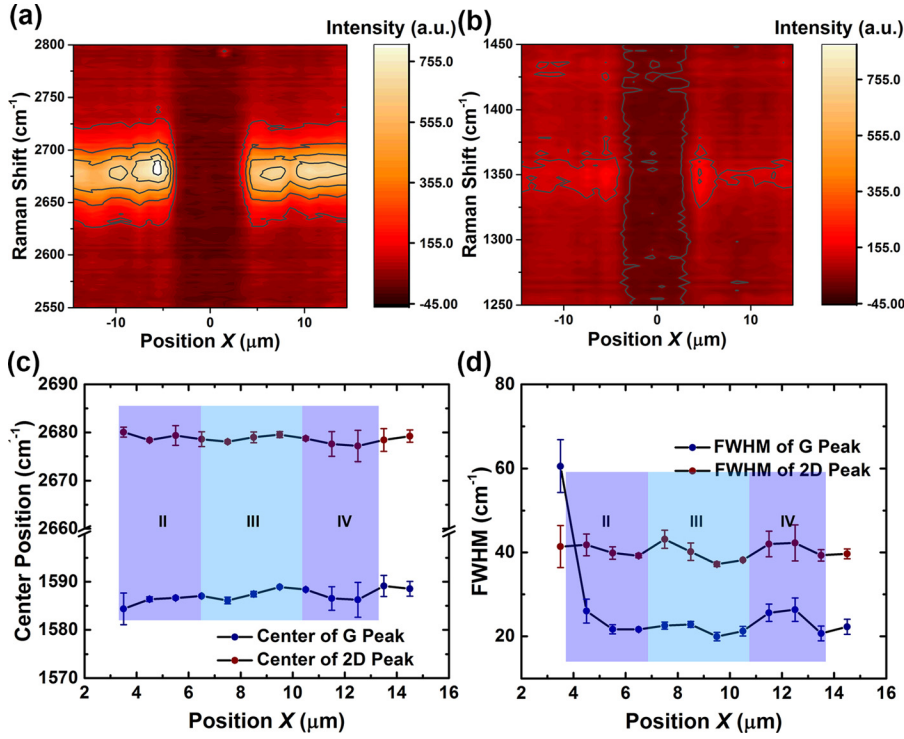 (a)
Intensity (a.u.)
2800
2750
2700
2650
2600
2550
Raman Shift (cm-1)
-10
0
10
Position X (μm)
755.0
555.0
355.0
155.0
-45.00
(b)
Intensity (a.u.)
1450
1400
1350
1300
1250
Raman Shift (cm-1)
-10
0
10
Position X (μm)
755.0
555.0
355.0
155.0
-45.00
(c)
2690
2680
2670
2660
1590
1580
1570
Center Position (cm-1)
II
III
IV
Center of G Peak
Center of 2D Peak
2 4 6 8 10 12 14 16
Position X (μm)
(d)
80
60
40
20
FWHM (cm-1)
FWHM of G Peak
FWHM of 2D Peak
II
III
IV
2 4 6 8 10 12 14 16
Position X (μm)